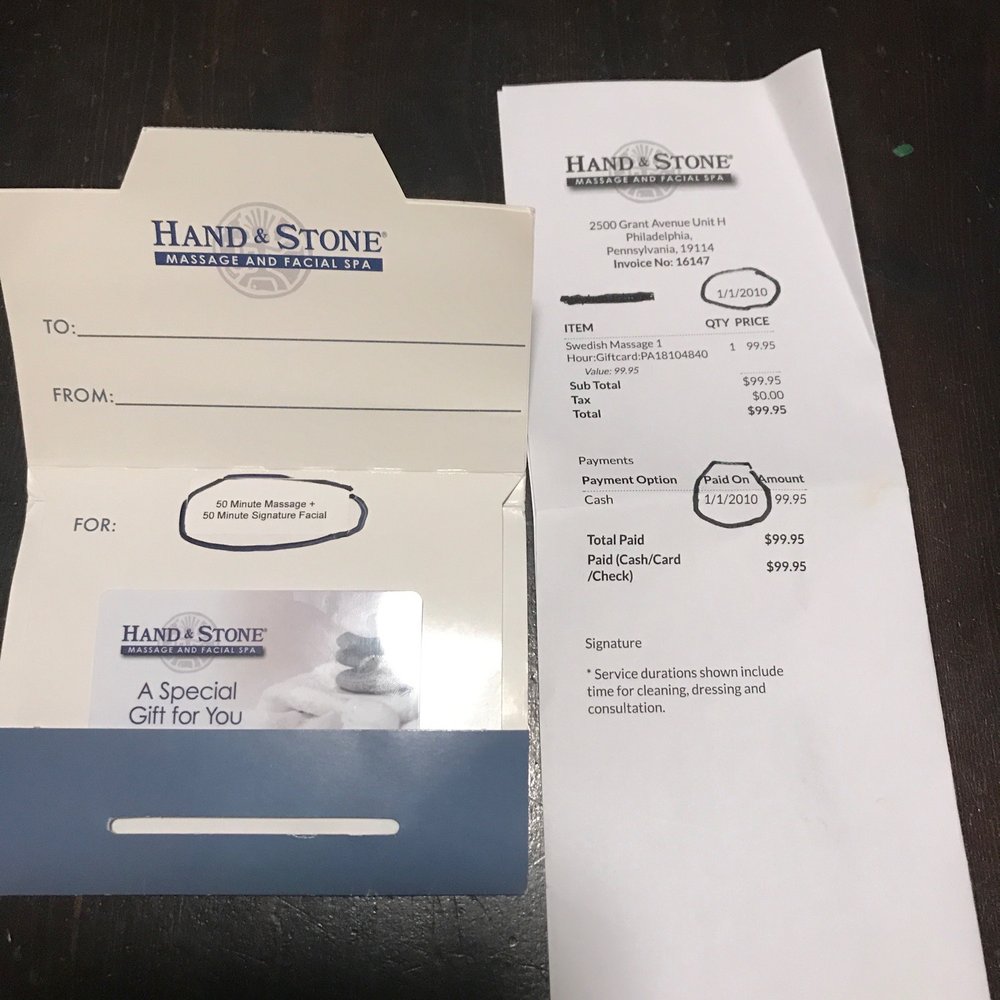 HAND & STONE®
MASSAGE AND FACIAL SPA
TO:
FROM:
FOR:
50 Minute Massage +
50 Minute Signature Facial
HAND & STONE®
MASSAGE AND FACIAL SPA
A Special
Gift for You
HAND & STONE®
MASSAGE AND FACIAL SPA
2500 Grant Avenue Unit H
Philadelphia,
Pennsylvania, 19114
Invoice No: 16147
1/1/2010
ITEM QTY PRICE
Swedish Massage 1 1 99.95
Hour:Giftcard:PA18104840
Value: 99.95
Sub Total $99.95
Tax $0.00
Total $99.95
Payments
Payment Option Paid On Amount
Cash 1/1/2010 99.95
Total Paid $99.95
Paid (Cash/Card $99.95
/Check)
Signature
* Service durations shown include
time for cleaning, dressing and
consultation.